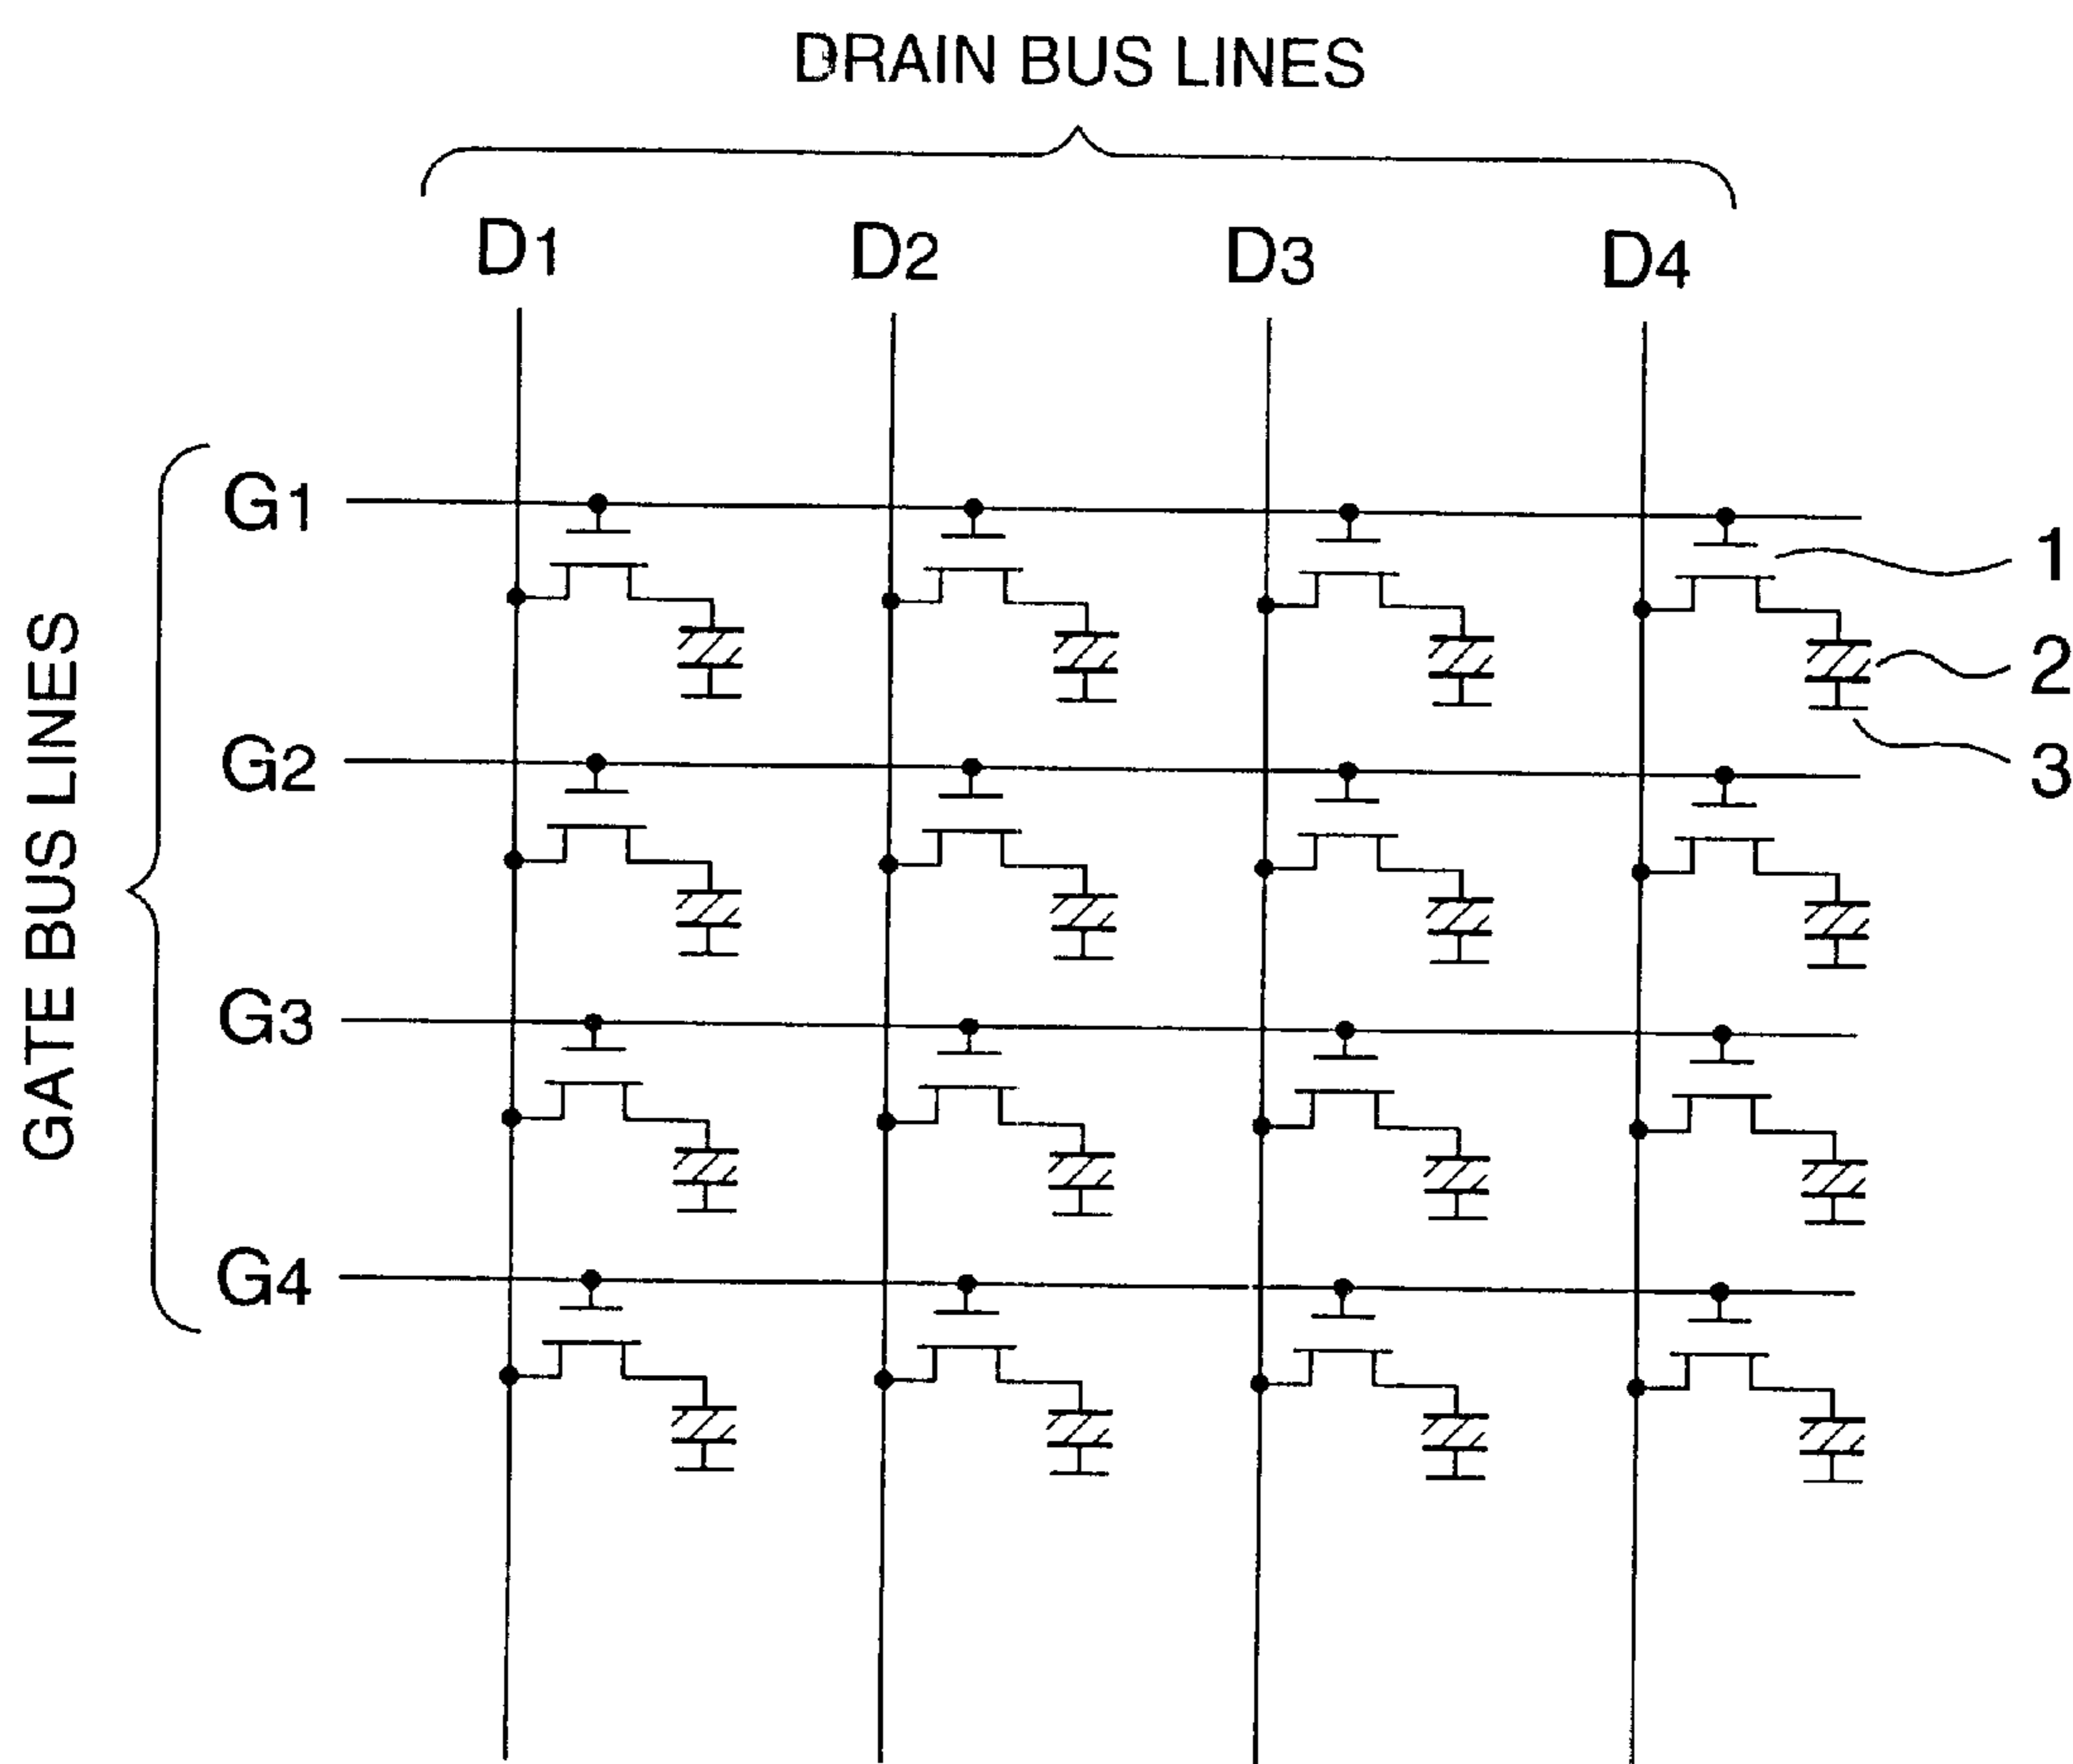 DRAIN BUS LINES
D1 D2 D3 D4
GATE BUS LINES
G1
1
2
G2
3
G3
G4